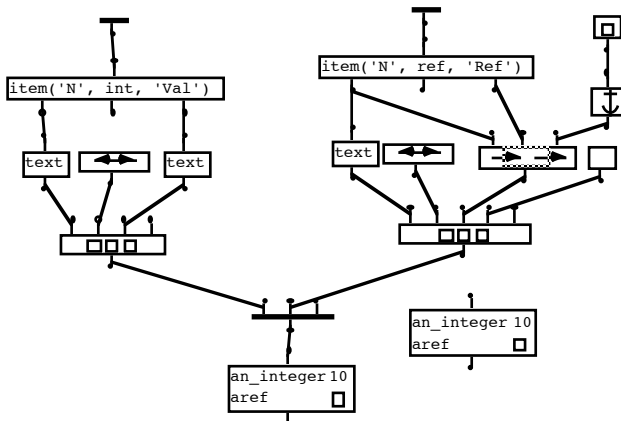 item('N', int, 'Val')
item('N', ref, 'Ref')
text
text
text
an_integer 10
aref
an_integer 10
aref